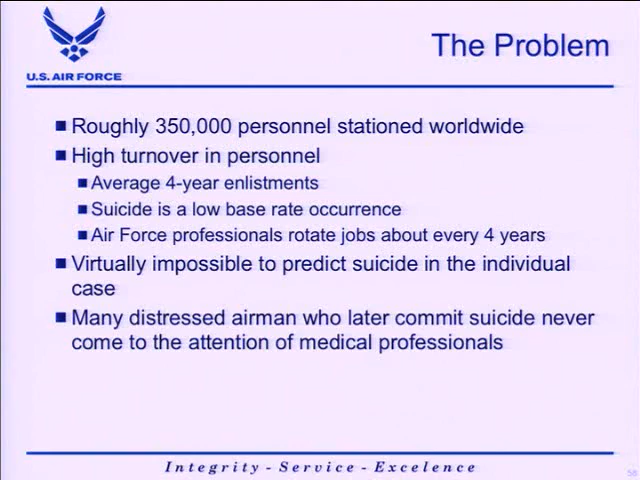 U.S. AIR FORCE
The Problem
Roughly 350,000 personnel stationed worldwide
High turnover in personnel
Average 4-year enlistments
Suicide is a low base rate occurrence
Air Force professionals rotate jobs about every 4 years
Virtually impossible to predict suicide in the individual
case
Many distressed airman who later commit suicide never
come to the attention of medical professionals
Integrity - Service - Excelence